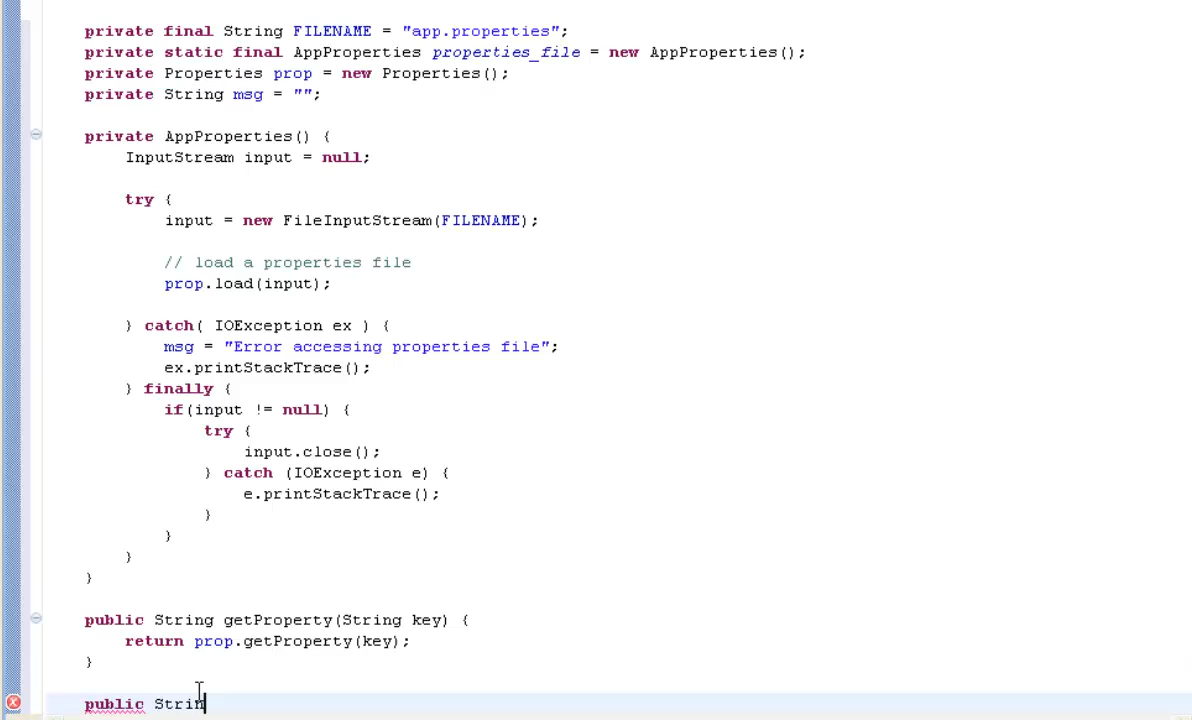 private final String FILENAME = "app.properties";
private static final AppProperties properties_file = new AppProperties();
private Properties prop = new Properties();
private String msg = "";
private AppProperties() {
InputStream input = null;
try {
input = new FileInputStream(FILENAME);
// load a properties file
prop.load(input);
} catch( IOException ex ) {
msg = "Error accessing properties file";
ex.printStackTrace();
} finally {
if(input != null) {
try {
input.close();
} catch (IOException e) {
e.printStackTrace();
}
}
}
}
public String getProperty(String key) {
return prop.getProperty(key);
}
public Strin